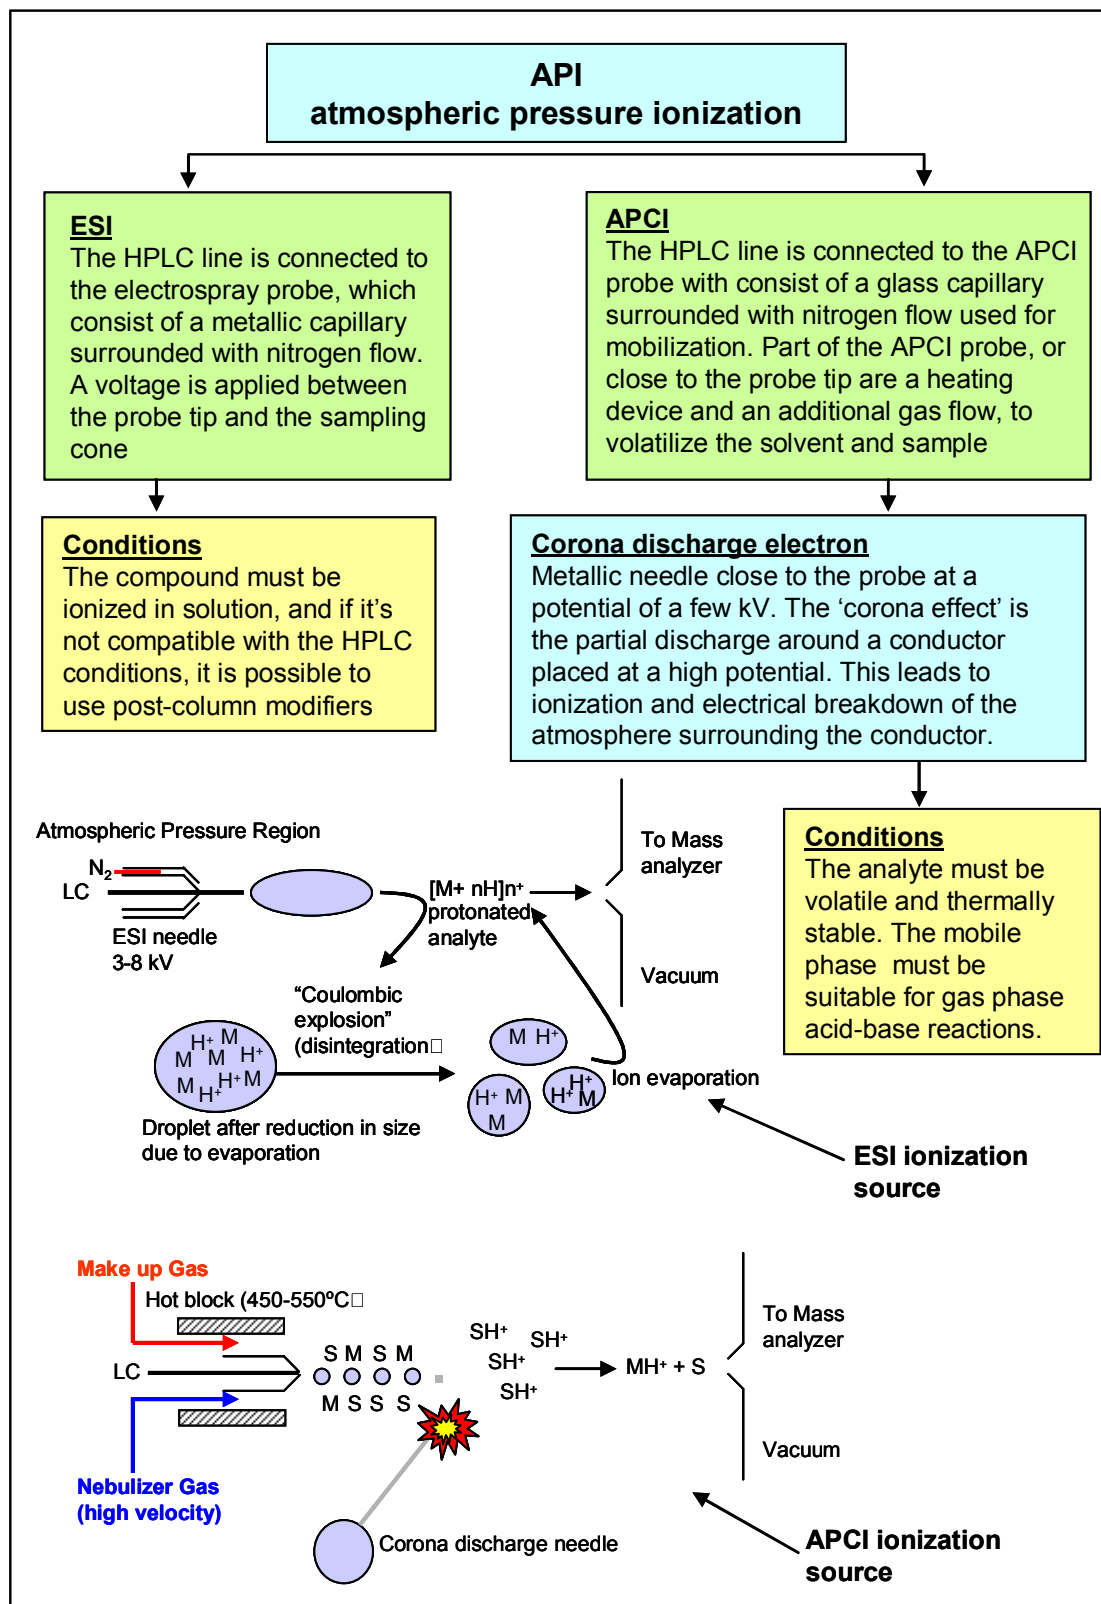 API
atmospheric pressure ionization
ESI
The HPLC line is connected to
the electrospray probe, which
consist of a metallic capillary
surrounded with nitrogen flow.
A voltage is applied between
the probe tip and the sampling
cone
APCI
The HPLC line is connected to the APCI
probe with consist of a glass capillary
surrounded with nitrogen flow used for
mobilization. Part of the APCI probe, or
close to the probe tip are a heating
device and an additional gas flow, to
volatilize the solvent and sample
Conditions
The compound must be
ionized in solution, and if it's
not compatible with the HPLC
conditions, it is possible to
use post-column modifiers
Corona discharge electron
Metallic needle close to the probe at a
potential of a few kV. The 'corona effect' is
the partial discharge around a conductor
placed at a high potential. This leads to
ionization and electrical breakdown of the
atmosphere surrounding the conductor.
Conditions
The analyte must be
volatile and thermally
stable. The mobile
phase must be
suitable for gas phase
acid-base reactions.
Atmospheric Pressure Region
N₂
LC
ESI needle
3-8 kV
[M+ nH]n⁺
protonated
analyte
To Mass
analyzer
Vacuum
"Coulombic
explosion"
(disintegration□
H⁺ M
M M H⁺
M H⁺ M
H⁺
M H⁺
H⁺ M
M
H⁺
H⁺ M
Ion evaporation
Droplet after reduction in size
due to evaporation
ESI ionization
source
Make up Gas
Hot block (450-550ºC□
LC
S M S M
M S S S
SH⁺
SH⁺
SH⁺
SH⁺
MH⁺ + S
To Mass
analyzer
Vacuum
Nebulizer Gas
(high velocity)
Corona discharge needle
APCI ionization
source